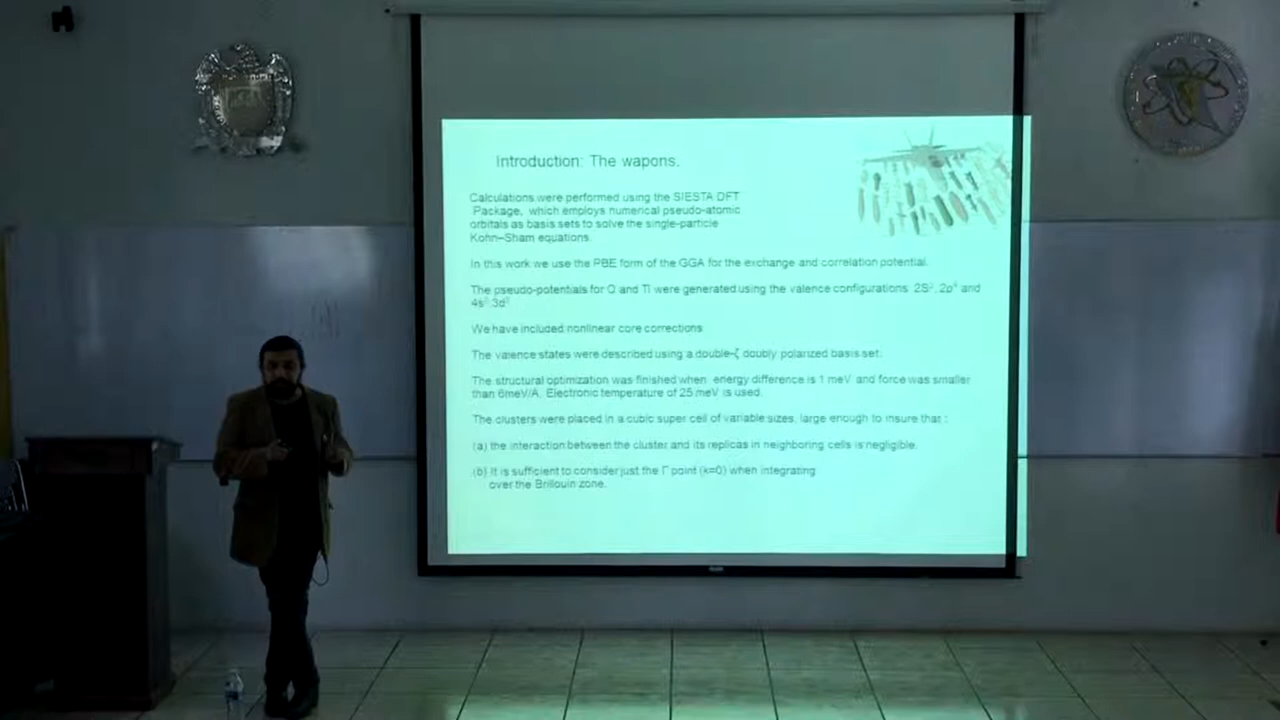 Introduction: The wapons.
Calculations were performed using the SIESTA DFT
Package, which employs numerical pseudo-atomic
orbitals as basis sets to solve the single-particle
Kohn–Sham equations.
In this work we use the PBE form of the GGA for the exchange and correlation potential.
The pseudo-potentials for O and Ti were generated using the valence configurations 2S², 2p⁴ and
4s² 3d²
We have included nonlinear core corrections
The valence states were described using a double-ζ doubly polarized basis set.
The structural optimization was finished when energy difference is 1 meV and force was smaller
than 6meV/A. Electronic temperature of 25 meV is used.
The clusters were placed in a cubic super cell of variable sizes, large enough to insure that :
(a) the interaction between the cluster and its replicas in neighboring cells is negligible.
(b) It is sufficient to consider just the Γ point (k=0) when integrating
over the Brillouin zone.